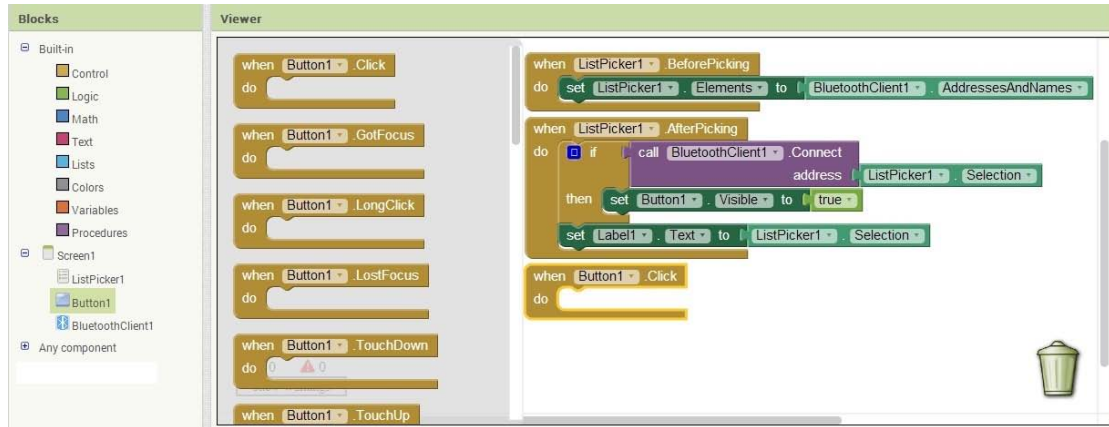 Blocks
Viewer
Built-in
Control
Logic
Math
Text
Lists
Colors
Variables
Procedures
Screen1
ListPicker1
Button1
BluetoothClient1
Any component
when Button1 .Click
do
when Button1 .GotFocus
do
when Button1 .LongClick
do
when Button1 .LostFocus
do
when Button1 .TouchDown
do 0 0
when Button1 .TouchUp
when ListPicker1 .BeforePicking
do set ListPicker1 . Elements to BluetoothClient1 . AddressesAndNames
when ListPicker1 .AfterPicking
do if call BluetoothClient1 .Connect
address ListPicker1 . Selection
then set Button1 . Visible to true
set Label1 . Text to ListPicker1 . Selection
when Button1 .Click
do